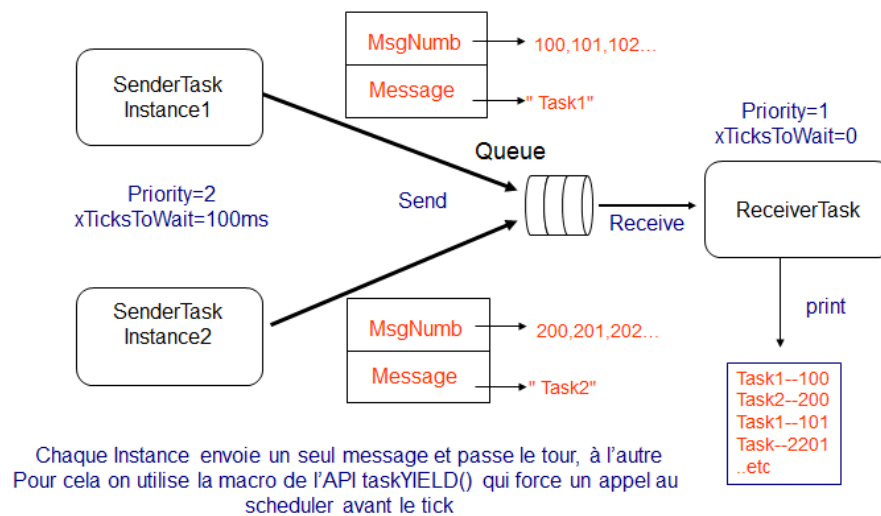 MsgNumb
100,101,102...
Message
" Task1"
SenderTask
Instance1
Priority=1
xTicksToWait=0
Queue
Priority=2
xTicksToWait=100ms
Send
Receive
ReceiverTask
SenderTask
Instance2
MsgNumb
200,201,202...
Message
" Task2"
print
Task1--100
Task2--200
Task1--101
Task--2201
..etc
Chaque Instance envoie un seul message et passe le tour, à l'autre
Pour cela on utilise la macro de l'API taskYIELD() qui force un appel au
scheduler avant le tick